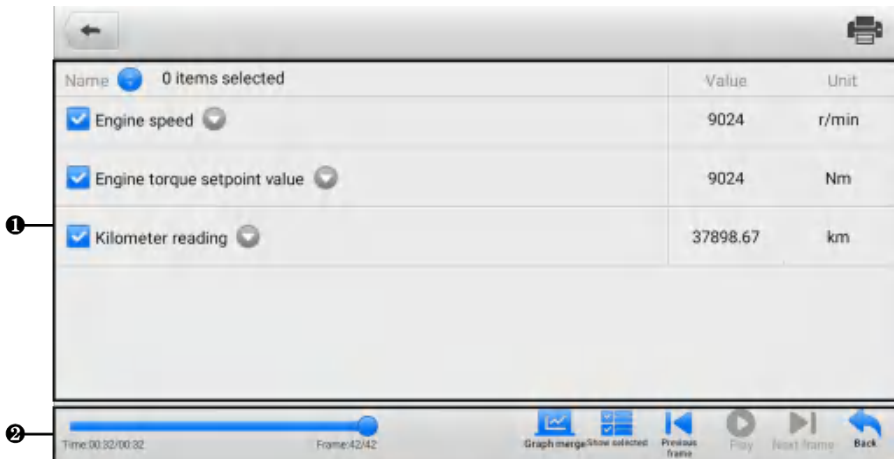 Name 0 items selected Value Unit
Engine speed 9024 r/min
Engine torque setpoint value 9024 Nm
❶
Kilometer reading 37898.67 km
❷
Time:00:32/00:32 Frame:42/42 Graph merge Show selected Previous frame Play Next frame Back